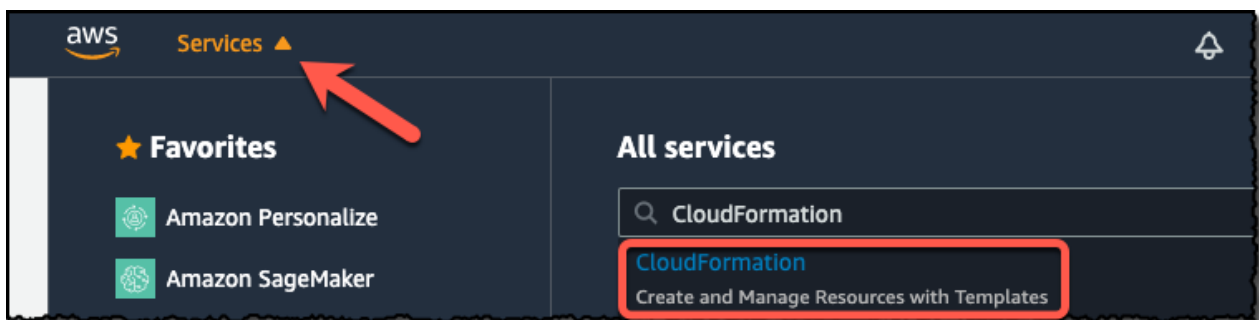 aws
Services
Favorites
Amazon Personalize
Amazon SageMaker
All services
CloudFormation
CloudFormation
Create and Manage Resources with Templates